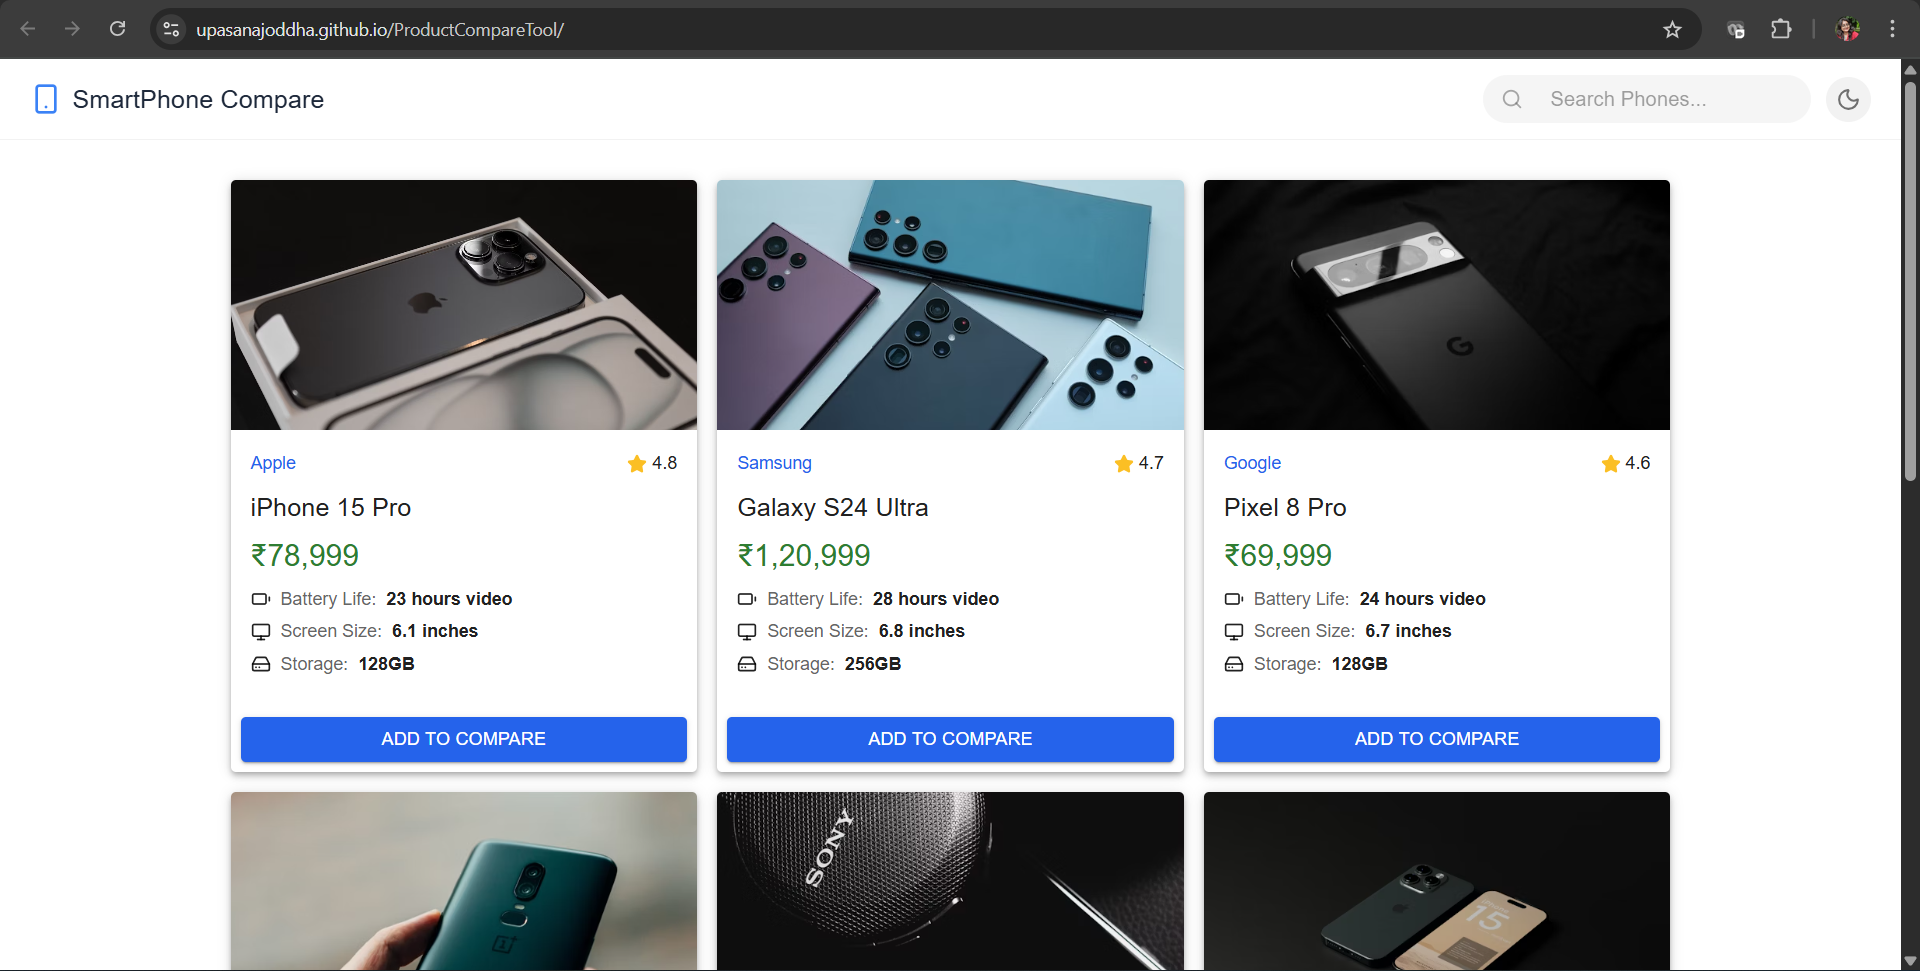 upasanajoddha.github.io/ProductCompareTool/
SmartPhone Compare
Search Phones...
Apple 4.8
iPhone 15 Pro
₹78,999
Battery Life: 23 hours video
Screen Size: 6.1 inches
Storage: 128GB
ADD TO COMPARE
Samsung 4.7
Galaxy S24 Ultra
₹1,20,999
Battery Life: 28 hours video
Screen Size: 6.8 inches
Storage: 256GB
ADD TO COMPARE
Google 4.6
Pixel 8 Pro
₹69,999
Battery Life: 24 hours video
Screen Size: 6.7 inches
Storage: 128GB
ADD TO COMPARE
SONY
15